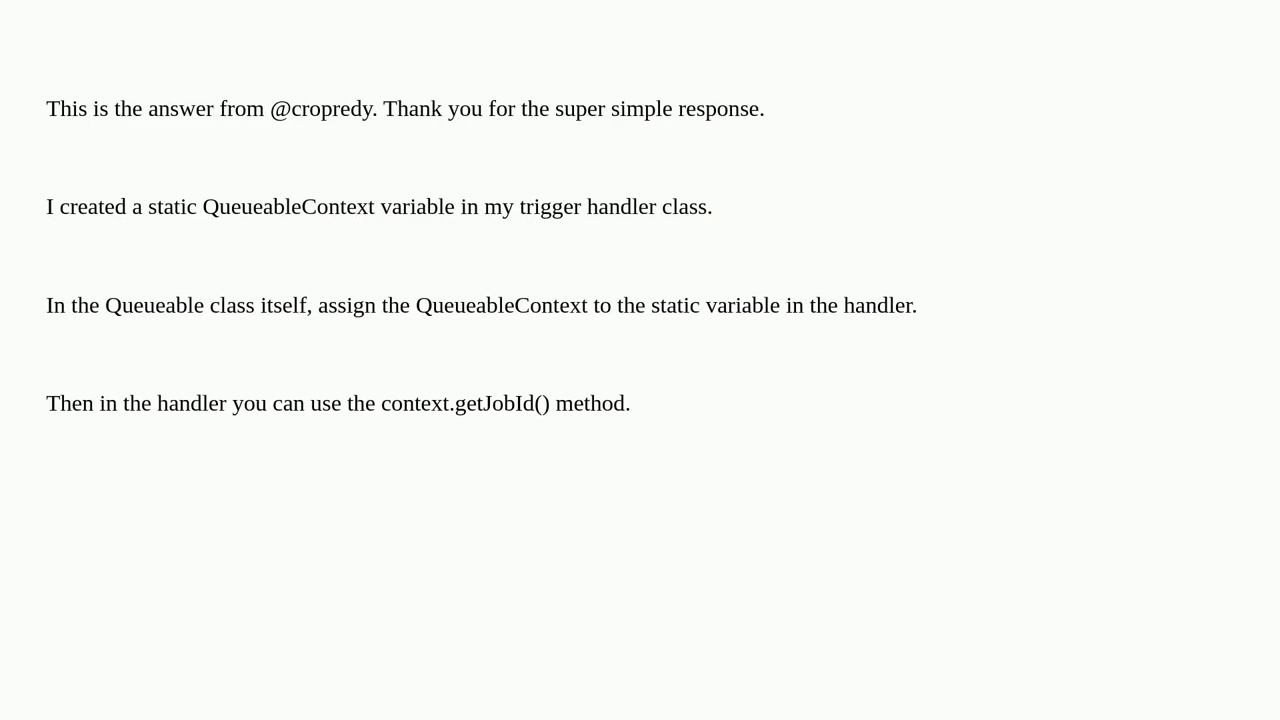 This is the answer from @cropredy. Thank you for the super simple response.
I created a static QueueableContext variable in my trigger handler class.
In the Queueable class itself, assign the QueueableContext to the static variable in the handler.
Then in the handler you can use the context.getJobId() method.